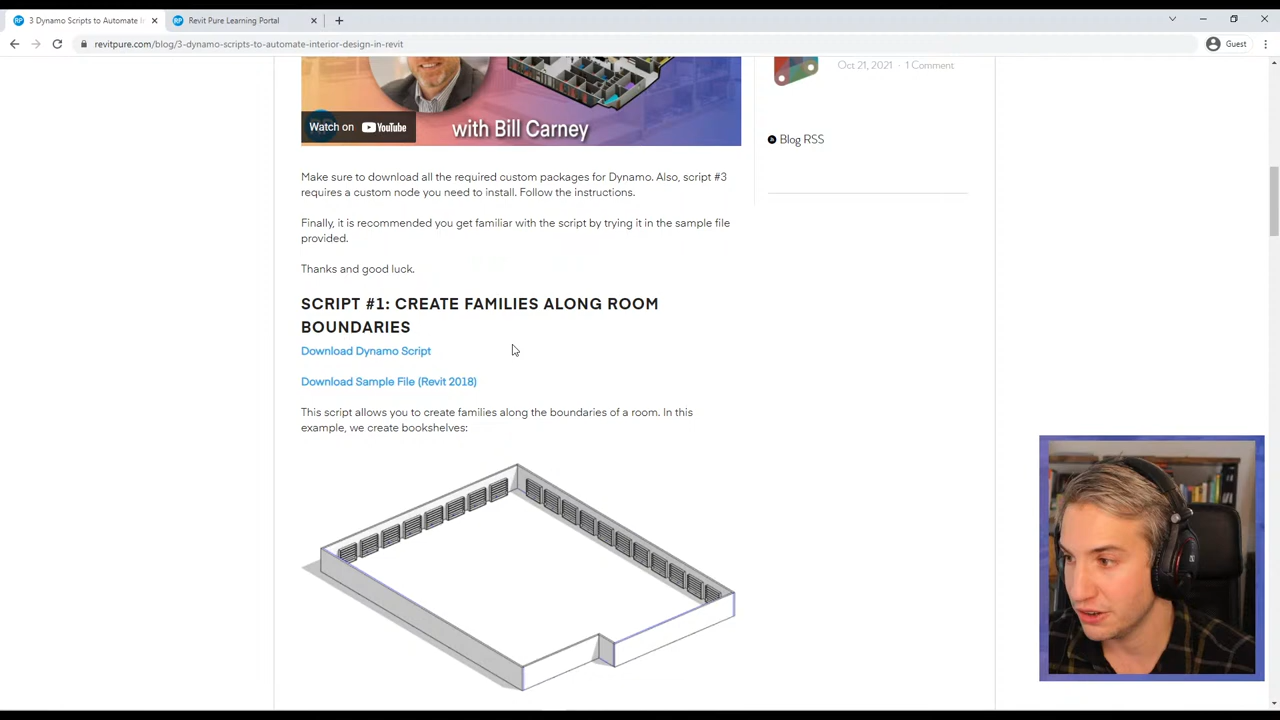 3 Dynamo Scripts to Automate I
Revit Pure Learning Portal
revitpure.com/blog/3-dynamo-scripts-to-automate-interior-design-in-revit
Guest
Watch on YouTube
with Bill Carney
Oct 21, 2021 · 1 Comment
Blog RSS
Make sure to download all the required custom packages for Dynamo. Also, script #3
requires a custom node you need to install. Follow the instructions.
Finally, it is recommended you get familiar with the script by trying it in the sample file
provided.
Thanks and good luck.
SCRIPT #1: CREATE FAMILIES ALONG ROOM
BOUNDARIES
Download Dynamo Script
Download Sample File (Revit 2018)
This script allows you to create families along the boundaries of a room. In this
example, we create bookshelves: